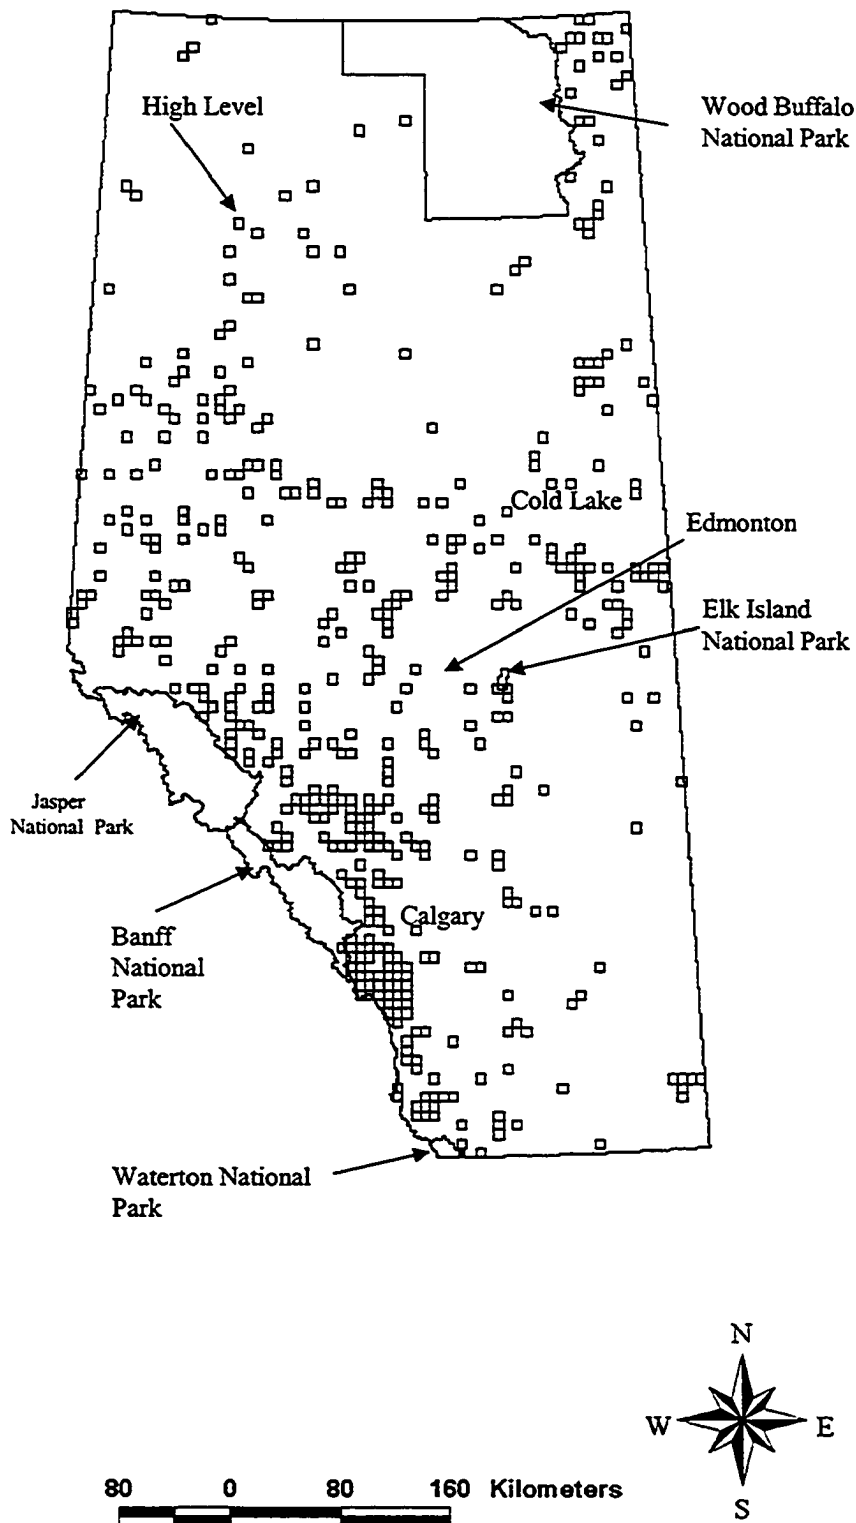 High Level
Wood Buffalo
National Park
Cold Lake
Edmonton
Elk Island
National Park
Jasper
National Park
Calgary
Banff
National
Park
Waterton National
Park
N
W
E
S
80 0 80 160 Kilometers